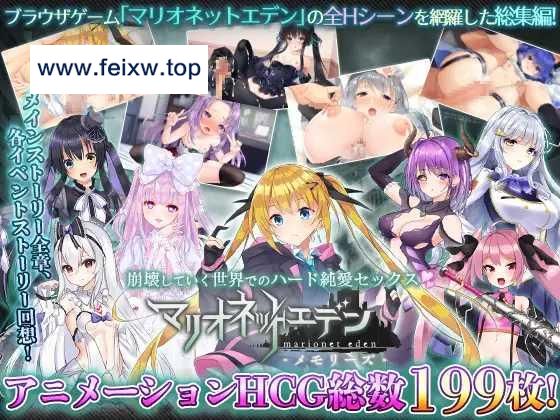 ブラウザゲーム「マリオネットエデン」の全Hシーンを網羅した総集編!
www.feixw.top
メインストーリー全章、
各イベントストーリー回想!
崩壊していく世界でのハード純愛セックス♥
マリオネットエデン
marionet eden
・メモリーズ・
アニメーションHCG総数199枚!